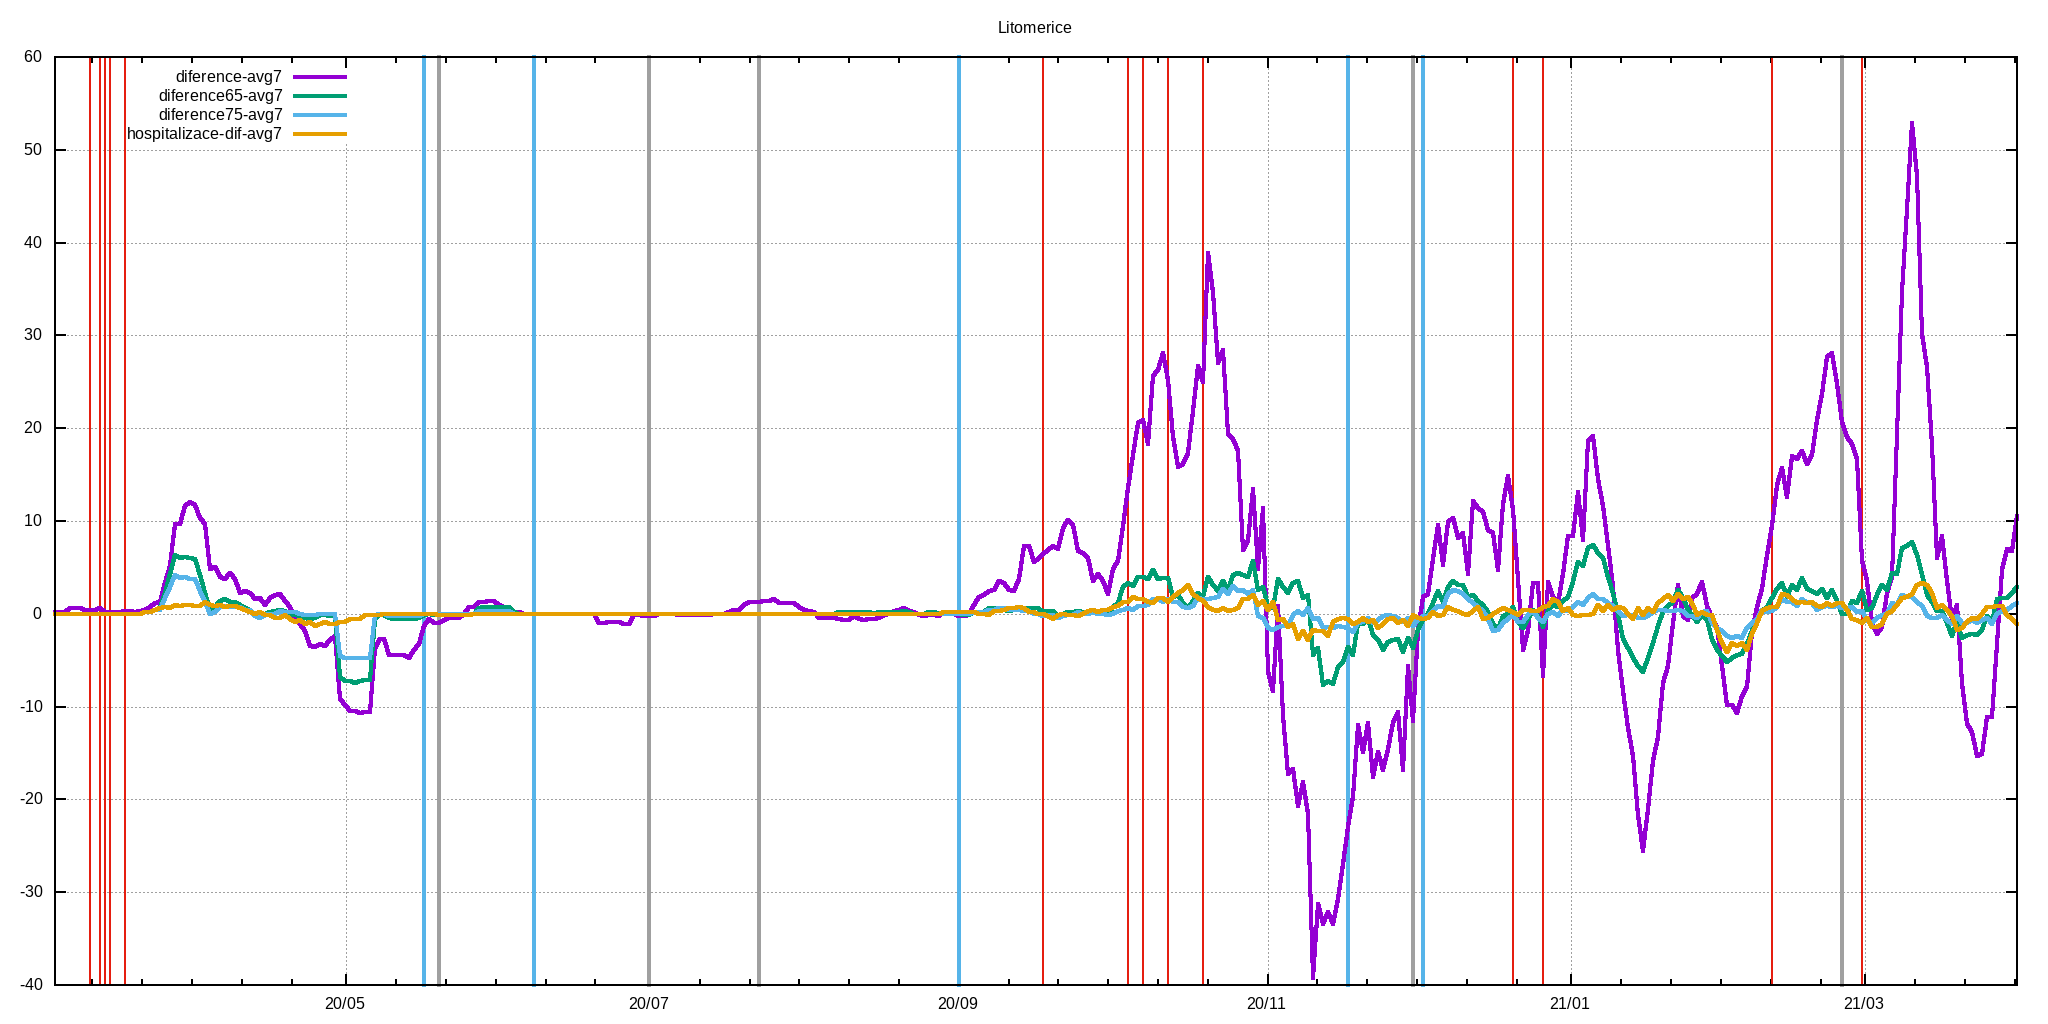 Litomerice
60
diference-avg7
diference65-avg7
diference75-avg7
hospitalizace-dif-avg7
50
40
30
20
10
0
-10
-20
-30
-40
20/05 20/07 20/09 20/11 21/01 21/03